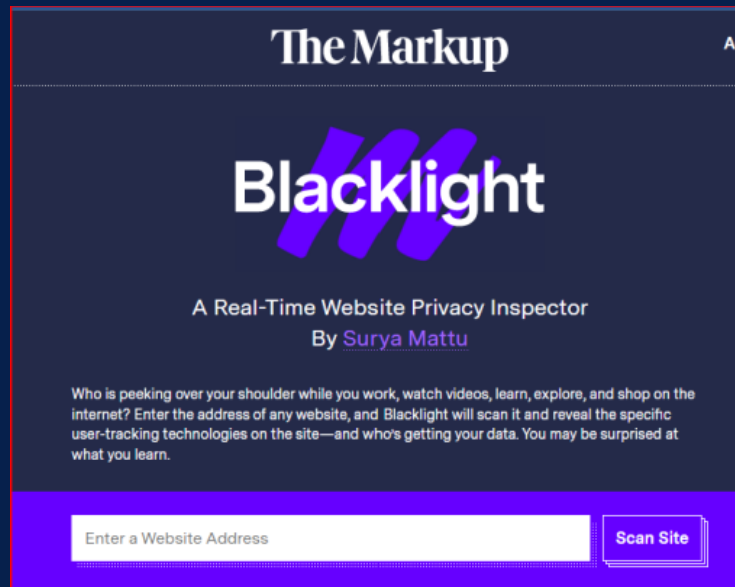 The Markup
A
Blacklight
A Real-Time Website Privacy Inspector
By Surya Mattu
Who is peeking over your shoulder while you work, watch videos, learn, explore, and shop on the
internet? Enter the address of any website, and Blacklight will scan it and reveal the specific
user-tracking technologies on the site—and who's getting your data. You may be surprised at
what you learn.
Enter a Website Address
Scan Site